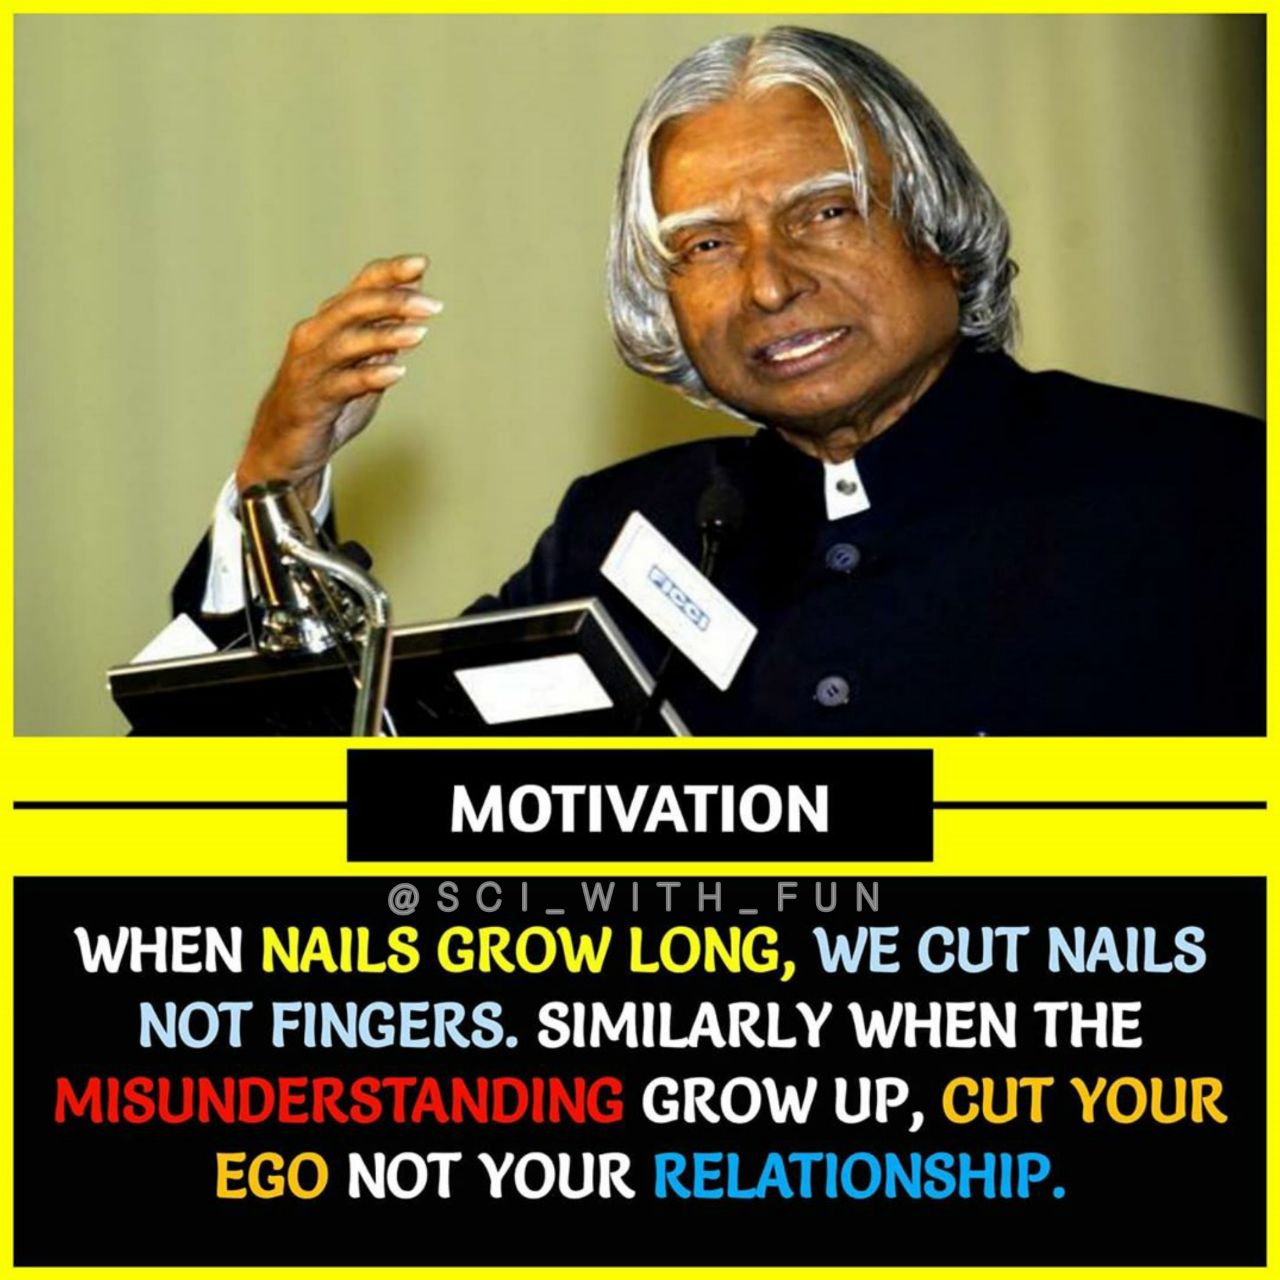 FICCI
MOTIVATION
@SCI_WITH_FUN
WHEN NAILS GROW LONG, WE CUT NAILS
NOT FINGERS. SIMILARLY WHEN THE
MISUNDERSTANDING GROW UP, CUT YOUR
EGO NOT YOUR RELATIONSHIP.